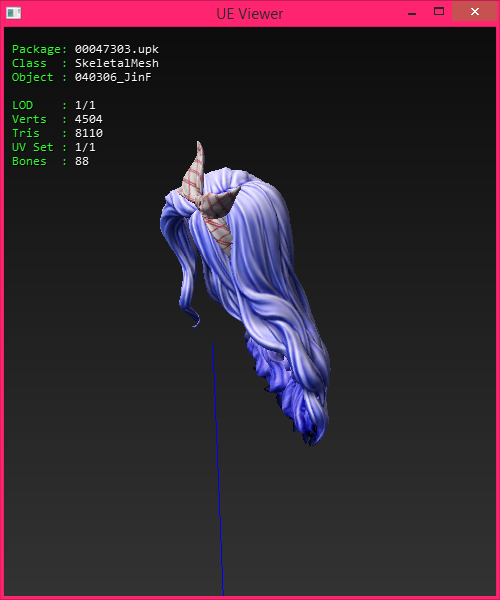 UE Viewer
Package: 00047303.upk
Class : SkeletalMesh
Object : 040306_JinF
LOD : 1/1
Verts : 4504
Tris : 8110
UV Set : 1/1
Bones : 88